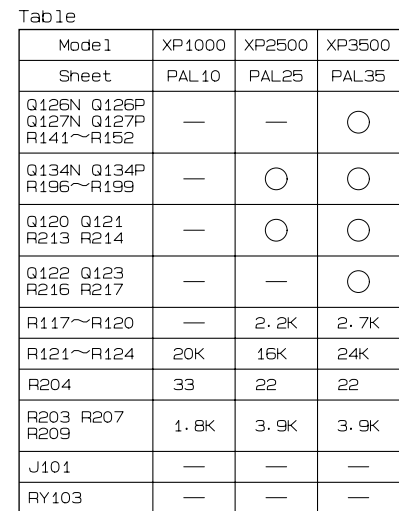 Table
Model XP1000 XP2500 XP3500
Sheet PAL10 PAL25 PAL35
Q126N Q126P
Q127N Q127P
R141~R152 — — ○
Q134N Q134P
R196~R199 — ○ ○
Q120 Q121
R213 R214 — ○ ○
Q122 Q123
R216 R217 — — ○
R117~R120 — 2.2K 2.7K
R121~R124 20K 16K 24K
R204 33 22 22
R203 R207
R209 1.8K 3.9K 3.9K
J101 — — —
RY103 — — —